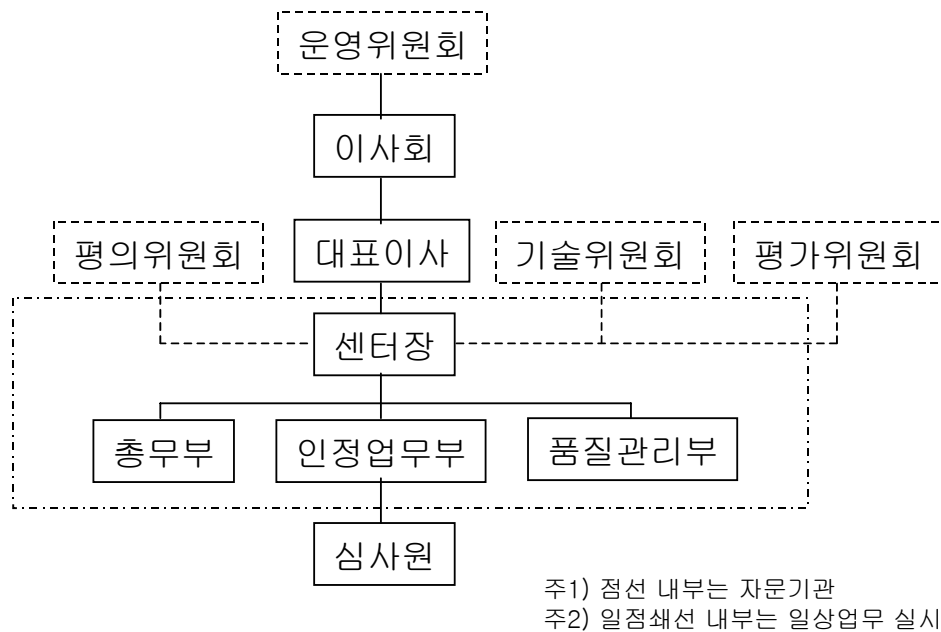 운영위원회
이사회
대표이사
평의위원회
기술위원회
평가위원회
센터장
총무부
인정업무부
품질관리부
심사원
주1) 점선 내부는 자문기관
주2) 일점쇄선 내부는 일상업무 실시